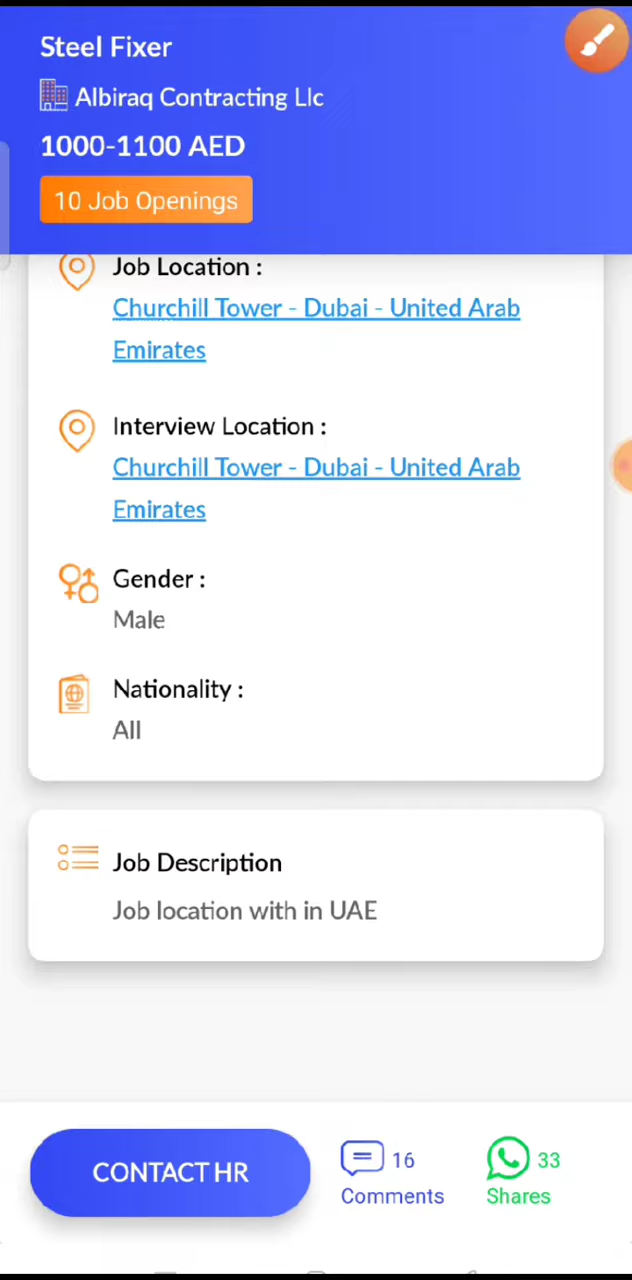 Steel Fixer
Albiraq Contracting Llc
1000-1100 AED
10 Job Openings
Job Location :
Churchill Tower - Dubai - United Arab
Emirates
Interview Location :
Churchill Tower - Dubai - United Arab
Emirates
Gender :
Male
Nationality :
All
Job Description
Job location with in UAE
CONTACT HR
16
Comments
33
Shares